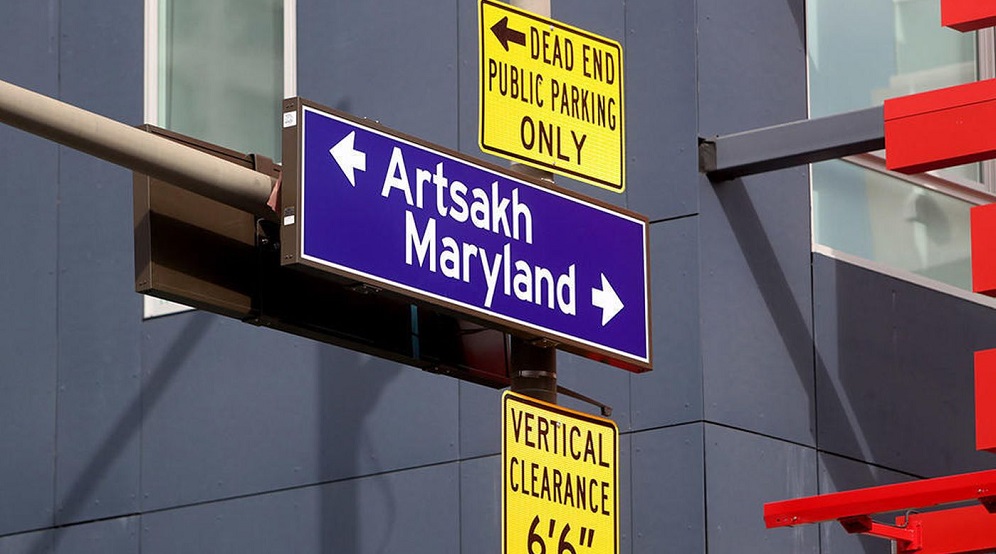 DEAD END
PUBLIC PARKING
ONLY
Artsakh
Maryland
VERTICAL
CLEARANCE
6'6"